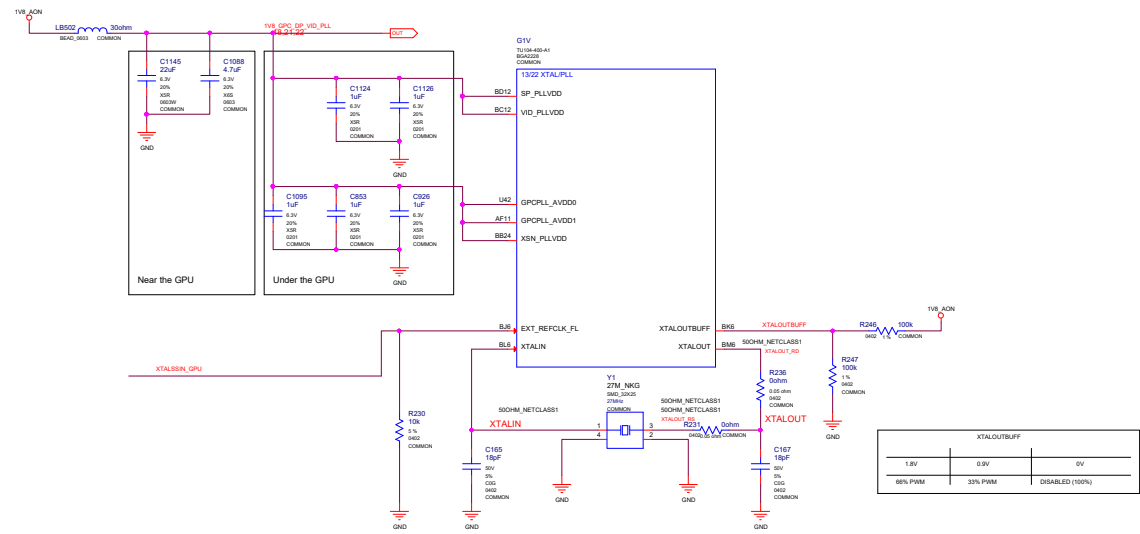 1V8_AON
LB502 30ohm
BEAD_0603 COMMON
1V8_GPC_DP_VID_PLL
18,21,22
OUT
C1145
22uF
6.3V
20%
X5R
0603W
COMMON
GND
C1088
4.7uF
6.3V
20%
X6S
0603
COMMON
Near the GPU
C1124
1uF
6.3V
20%
X5R
0201
COMMON
C1126
1uF
6.3V
20%
X5R
0201
COMMON
GND
C1095
1uF
6.3V
20%
X5R
0201
COMMON
C853
1uF
6.3V
20%
X5R
0201
COMMON
C926
1uF
6.3V
20%
X5R
0201
COMMON
GND
Under the GPU
G1V
TU104-400-A1
BGA2228
COMMON
13/22 XTAL/PLL
BD12 SP_PLLVDD
BC12 VID_PLLVDD
U42 GPCPLL_AVDD0
AF11 GPCPLL_AVDD1
BB24 XSN_PLLVDD
BJ6 EXT_REFCLK_FL
BL6 XTALIN
XTALOUTBUFF BK6 XTALOUTBUFF
XTALOUT BM6 50OHM_NETCLASS1
XTALOUT_RD
XTALSSIN_GPU
R230
10k
5 %
0402
COMMON
GND
50OHM_NETCLASS1
XTALIN
C165
18pF
50V
5%
C0G
0402
COMMON
GND
Y1
27M_NKG
SMD_32X25
27MHz
COMMON
1
4
3
2
GND
GND
50OHM_NETCLASS1
50OHM_NETCLASS1
XTALOUT_RS
R231 0ohm
0402 0.05 ohm COMMON
R236
0ohm
0.05 ohm
0402
COMMON
XTALOUT
C167
18pF
50V
5%
C0G
0402
COMMON
GND
R246 100k
0402 1 % COMMON
1V8_AON
R247
100k
1 %
0402
COMMON
GND
XTALOUTBUFF
1.8V 0.9V 0V
66% PWM 33% PWM DISABLED (100%)